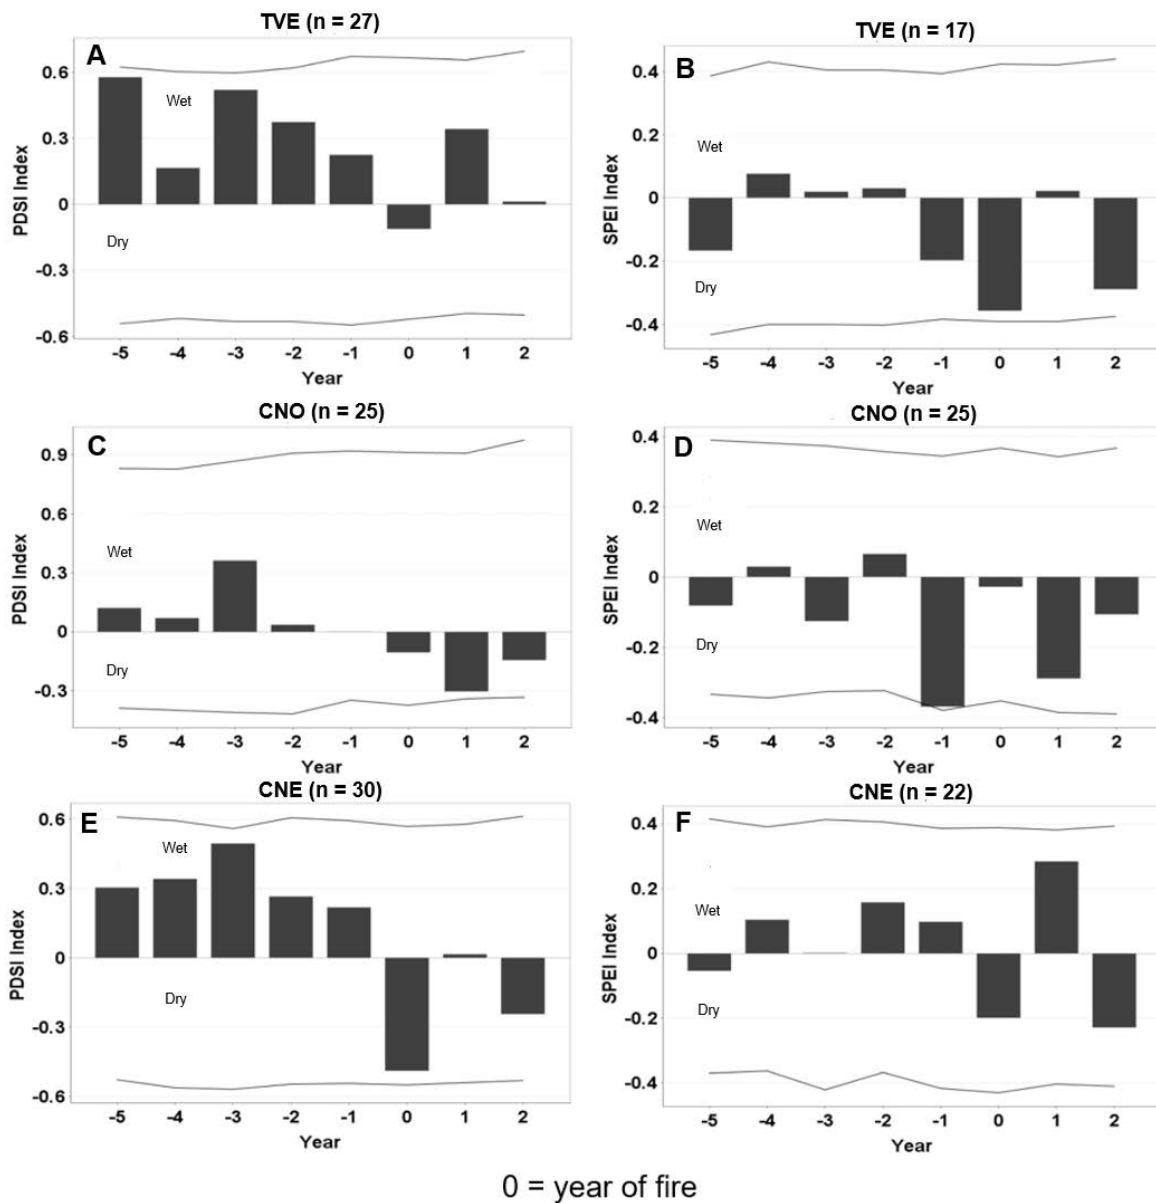 TVE (n = 27)
A
PDSI Index
0.6
0.3
0
-0.3
-0.6
Wet
Dry
-5 -4 -3 -2 -1 0 1 2
Year
TVE (n = 17)
B
SPEI Index
0.4
0.2
0
-0.2
-0.4
Wet
Dry
-5 -4 -3 -2 -1 0 1 2
Year
CNO (n = 25)
C
PDSI Index
0.9
0.6
0.3
0
-0.3
Wet
Dry
-5 -4 -3 -2 -1 0 1 2
Year
CNO (n = 25)
D
SPEI Index
0.4
0.2
0
-0.2
-0.4
Wet
Dry
-5 -4 -3 -2 -1 0 1 2
Year
CNE (n = 30)
E
PDSI Index
0.6
0.3
0
-0.3
-0.6
Wet
Dry
-5 -4 -3 -2 -1 0 1 2
Year
CNE (n = 22)
F
SPEI Index
0.4
0.2
0
-0.2
-0.4
Wet
Dry
-5 -4 -3 -2 -1 0 1 2
Year
0 = year of fire